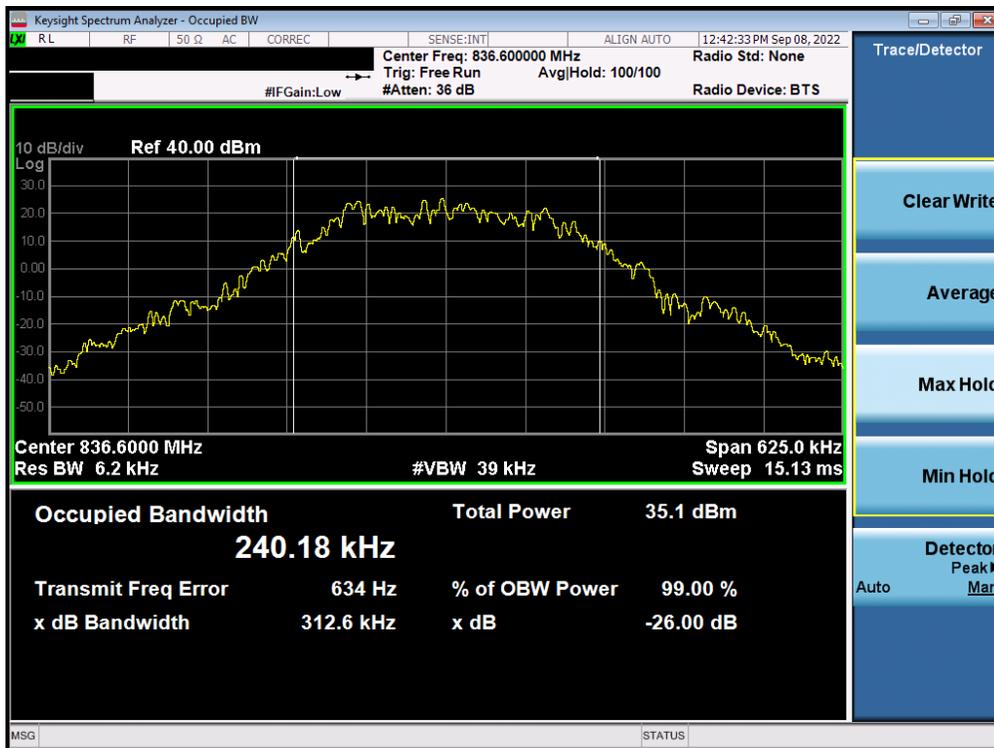 Keysight Spectrum Analyzer - Occupied BW
LXI RL RF 50 Ω AC CORREC SENSE:INT ALIGN AUTO 12:42:33 PM Sep 08, 2022
Center Freq: 836.600000 MHz Radio Std: None
Trig: Free Run Avg|Hold: 100/100
#IFGain:Low #Atten: 36 dB Radio Device: BTS
10 dB/div Ref 40.00 dBm
Log
30.0
20.0
10.0
0.00
-10.0
-20.0
-30.0
-40.0
-50.0
Center 836.6000 MHz Span 625.0 kHz
Res BW 6.2 kHz #VBW 39 kHz Sweep 15.13 ms
Occupied Bandwidth Total Power 35.1 dBm
240.18 kHz
Transmit Freq Error 634 Hz % of OBW Power 99.00 %
x dB Bandwidth 312.6 kHz x dB -26.00 dB
MSG STATUS
Trace/Detector
Clear Write
Average
Max Hold
Min Hold
Detector
Peak
Auto Man